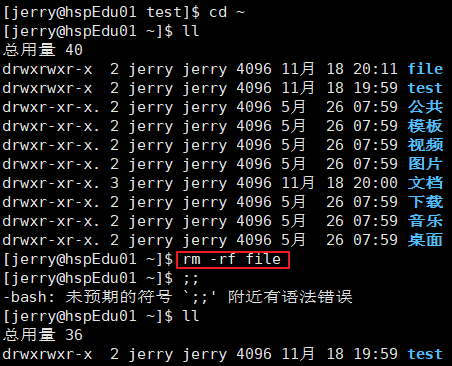 [jerry@hspEdu01 test]$ cd ~
[jerry@hspEdu01 ~]$ ll
总用量 40
drwxrwxr-x  2 jerry jerry 4096 11月 18 20:11 file
drwxrwxr-x  2 jerry jerry 4096 11月 18 19:59 test
drwxr-xr-x. 2 jerry jerry 4096 5月  26 07:59 公共
drwxr-xr-x. 2 jerry jerry 4096 5月  26 07:59 模板
drwxr-xr-x. 2 jerry jerry 4096 5月  26 07:59 视频
drwxr-xr-x. 2 jerry jerry 4096 5月  26 07:59 图片
drwxr-xr-x. 3 jerry jerry 4096 11月 18 20:00 文档
drwxr-xr-x. 2 jerry jerry 4096 5月  26 07:59 下载
drwxr-xr-x. 2 jerry jerry 4096 5月  26 07:59 音乐
drwxr-xr-x. 2 jerry jerry 4096 5月  26 07:59 桌面
[jerry@hspEdu01 ~]$ rm -rf file
[jerry@hspEdu01 ~]$ ;;
-bash: 未预期的符号 `;;' 附近有语法错误
[jerry@hspEdu01 ~]$ ll
总用量 36
drwxrwxr-x  2 jerry jerry 4096 11月 18 19:59 test